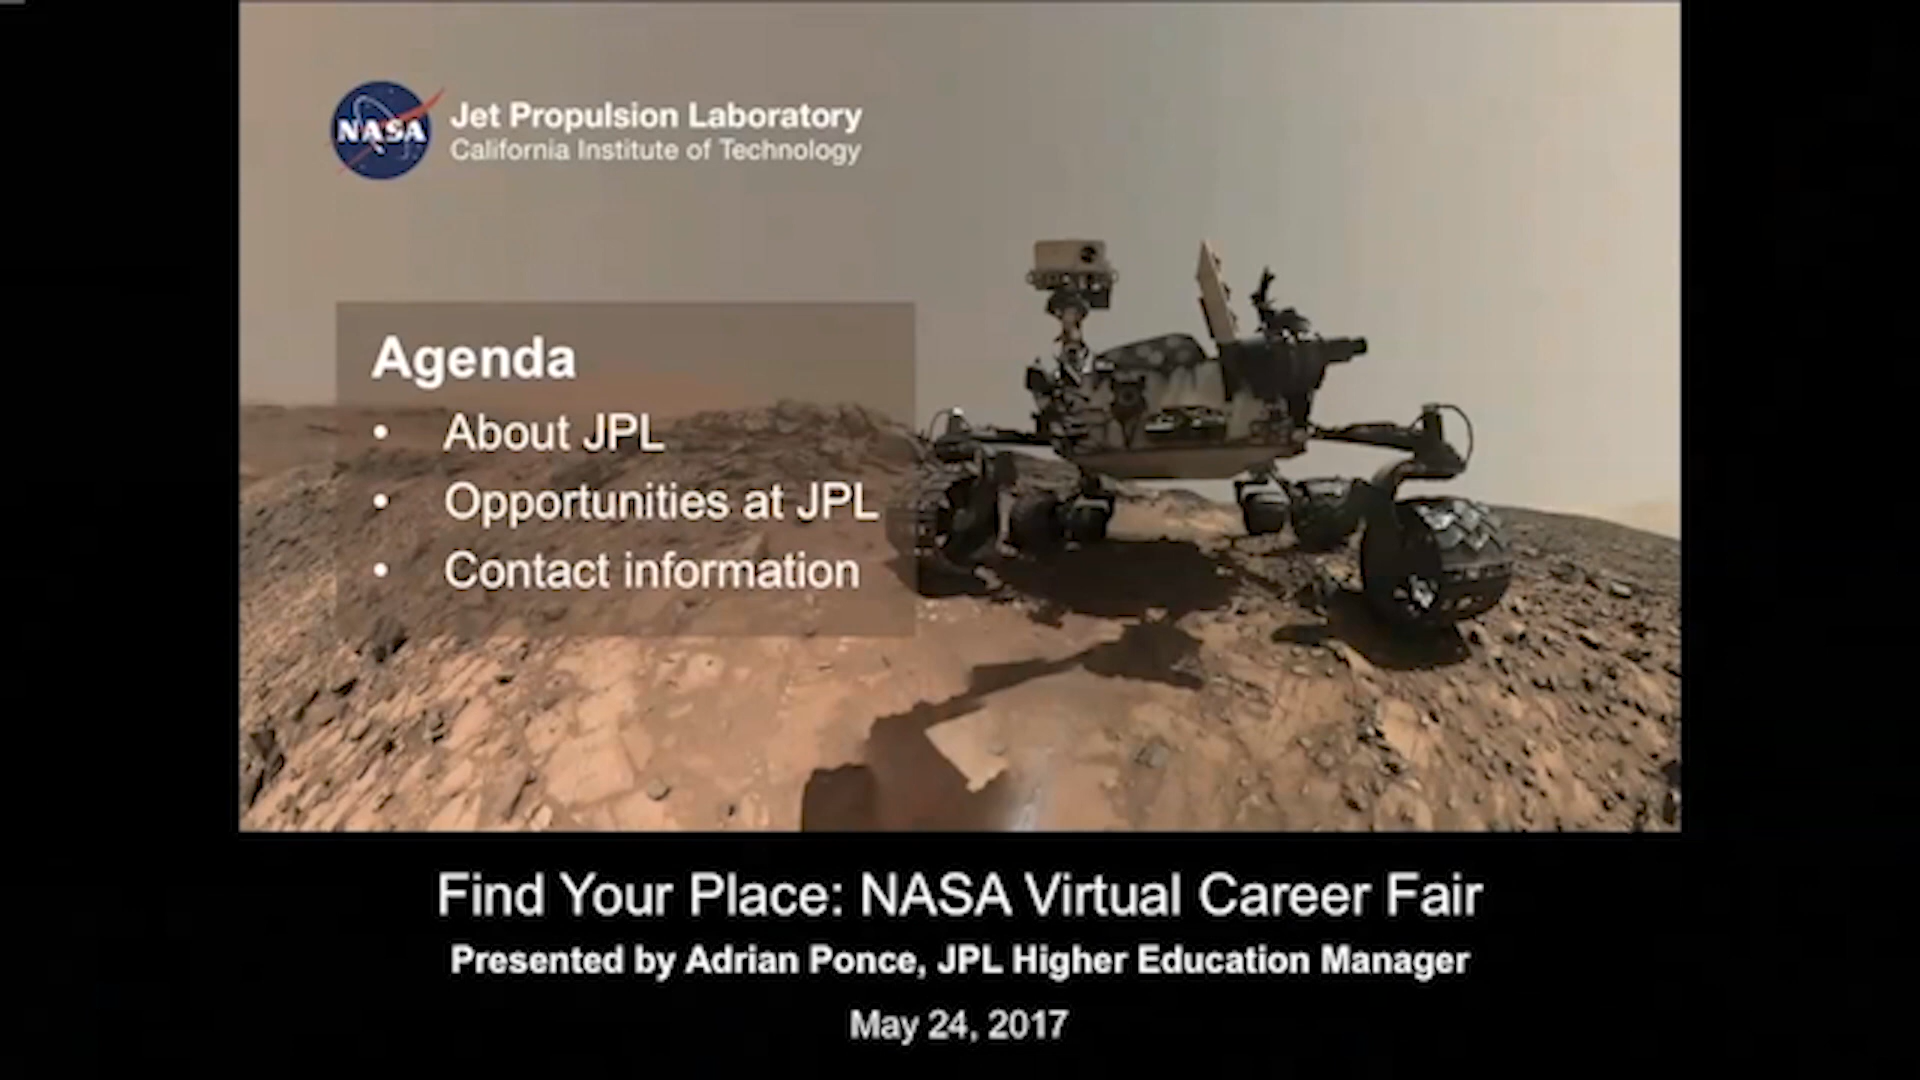 NASA
Jet Propulsion Laboratory
California Institute of Technology
Agenda
• About JPL
• Opportunities at JPL
• Contact information
Find Your Place: NASA Virtual Career Fair
Presented by Adrian Ponce, JPL Higher Education Manager
May 24, 2017